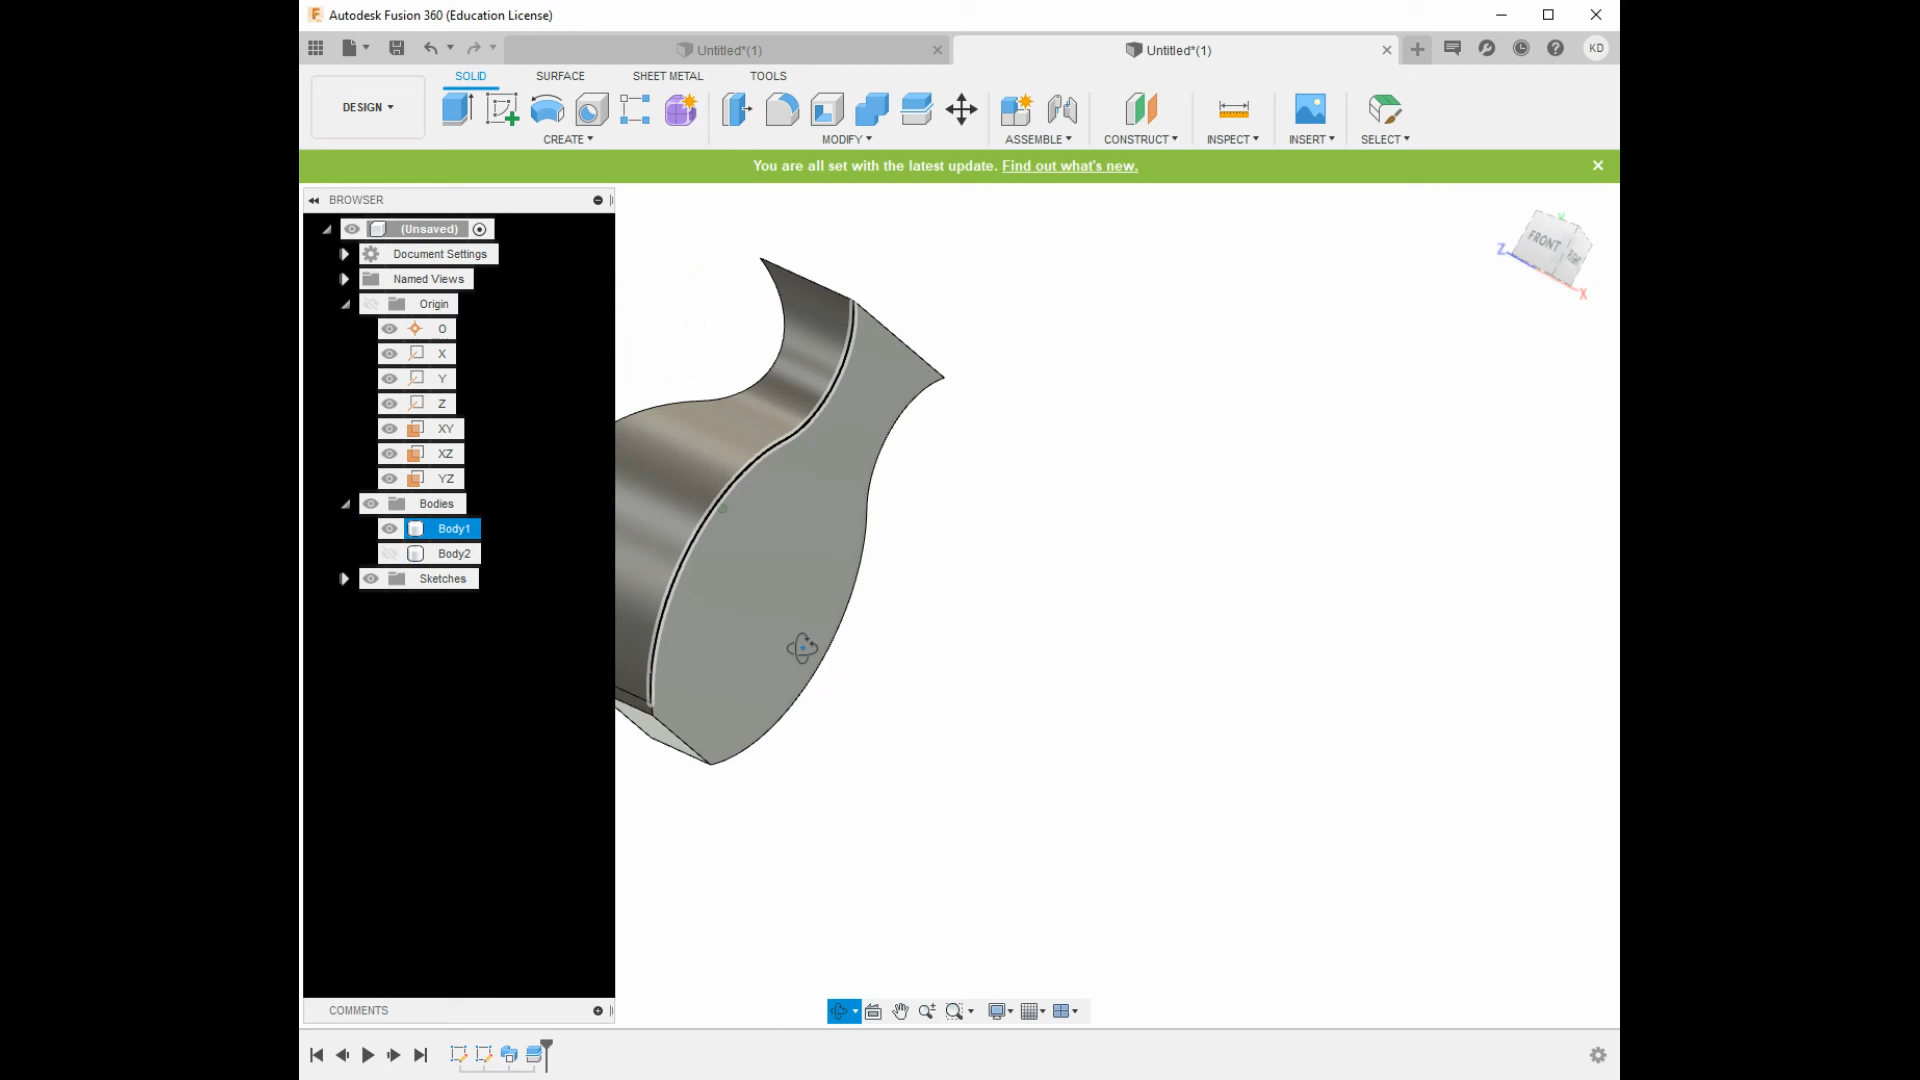 Autodesk Fusion 360 (Education License)
Untitled*(1)
Untitled*(1)
KD
DESIGN
SOLID
SURFACE
SHEET METAL
TOOLS
CREATE
MODIFY
ASSEMBLE
CONSTRUCT
INSPECT
INSERT
SELECT
You are all set with the latest update. Find out what's new.
BROWSER
(Unsaved)
Document Settings
Named Views
Origin
O
X
Y
Z
XY
XZ
YZ
Bodies
Body1
Body2
Sketches
Y
Z
FRONT
X
COMMENTS